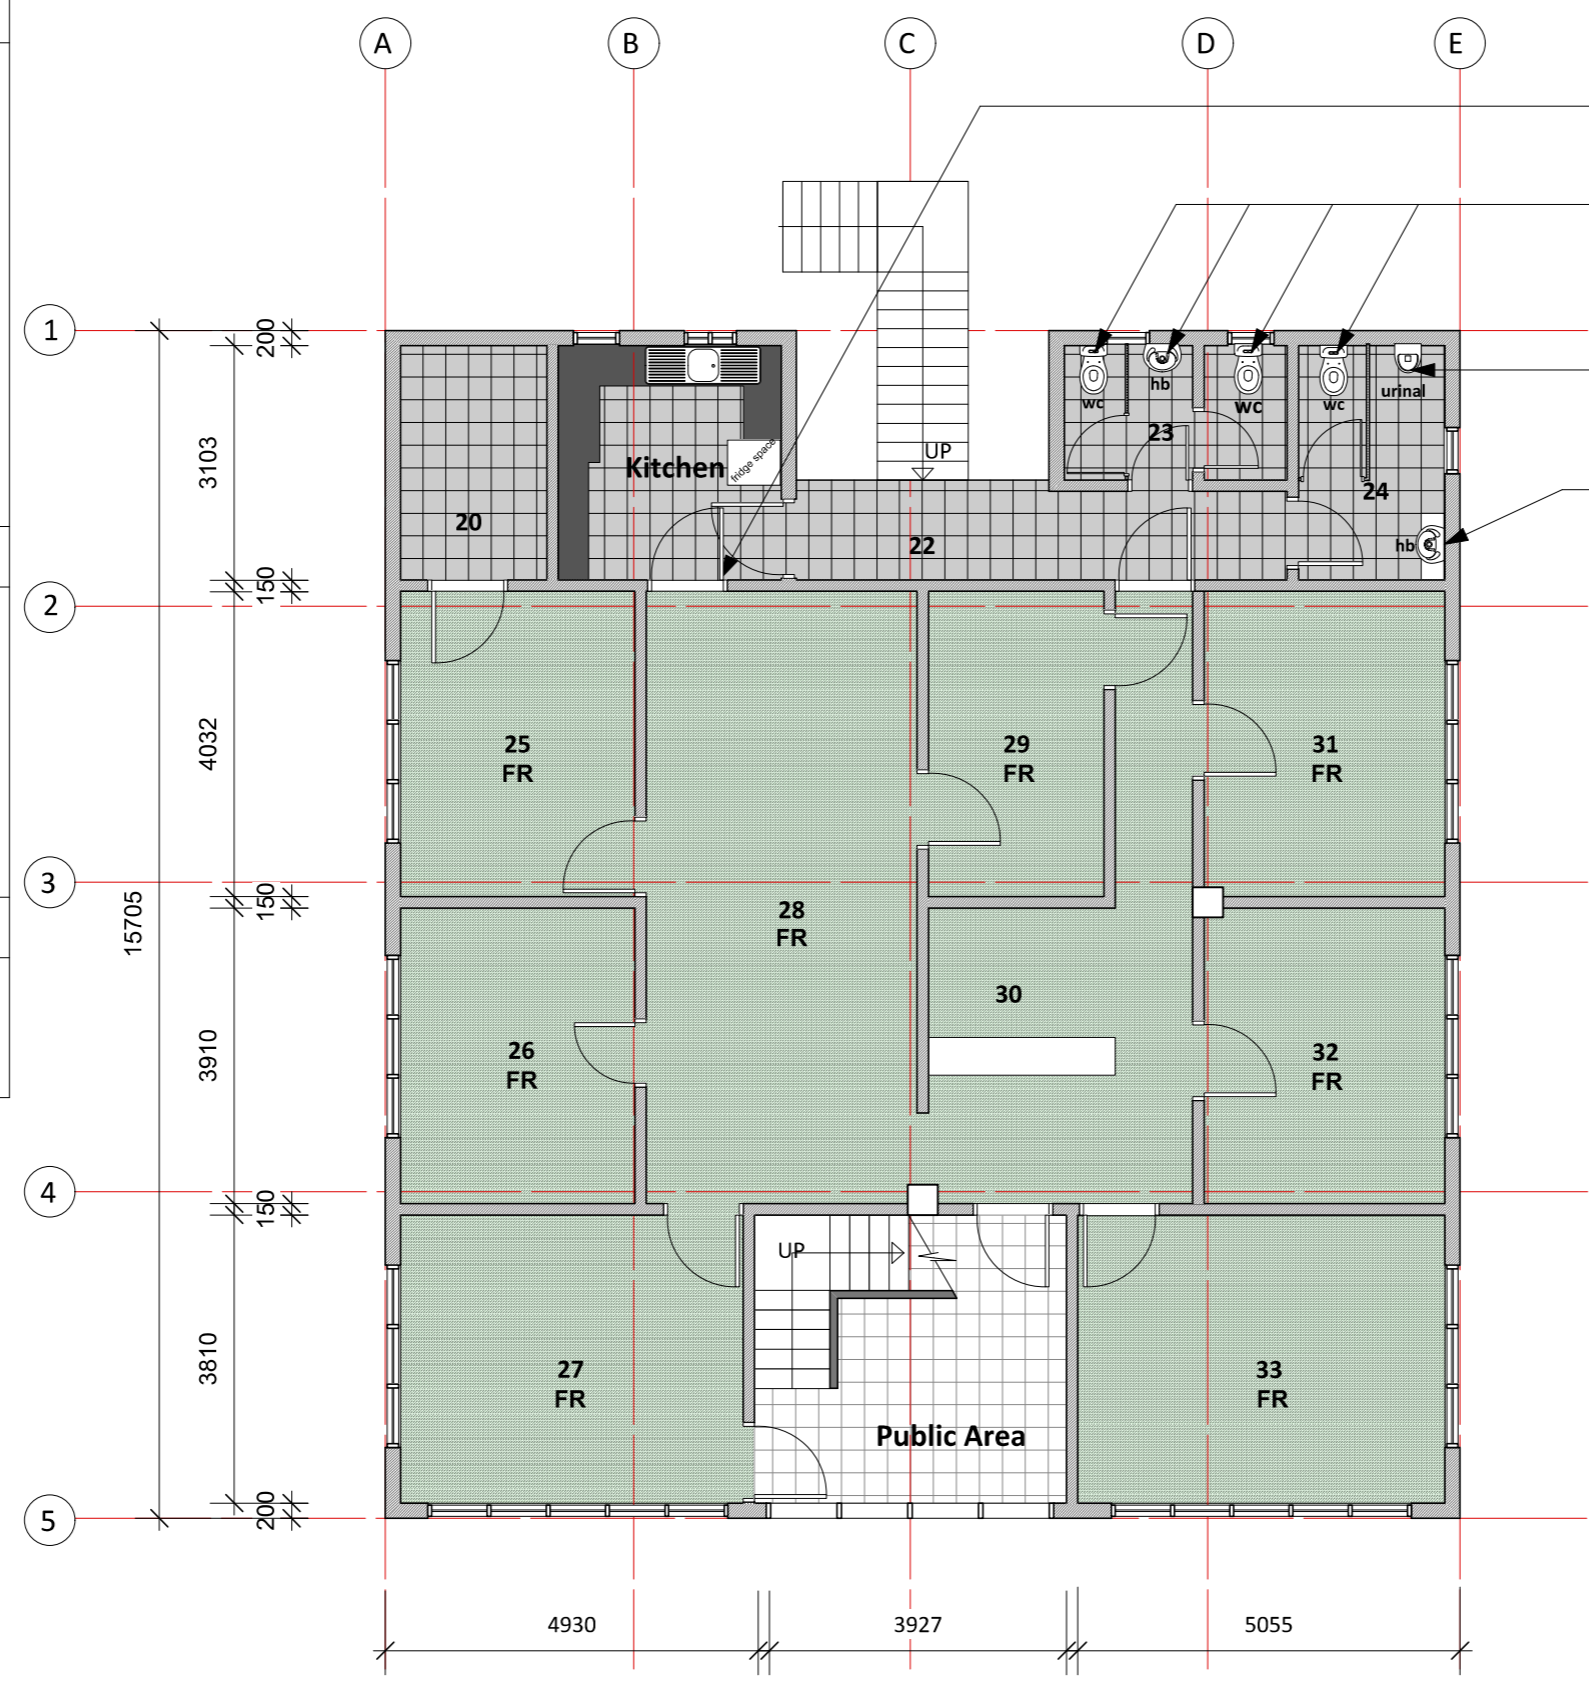 A
B
C
D
E
1
200
wc
hb
wc
wc
urinal
23
3103
Kitchen
fridge space
UP
24
20
22
hb
150
2
4032
25
FR
29
FR
31
FR
3
150
15705
28
FR
30
3910
26
FR
32
FR
4
150
UP
3810
27
FR
33
FR
Public Area
200
5
4930
3927
5055